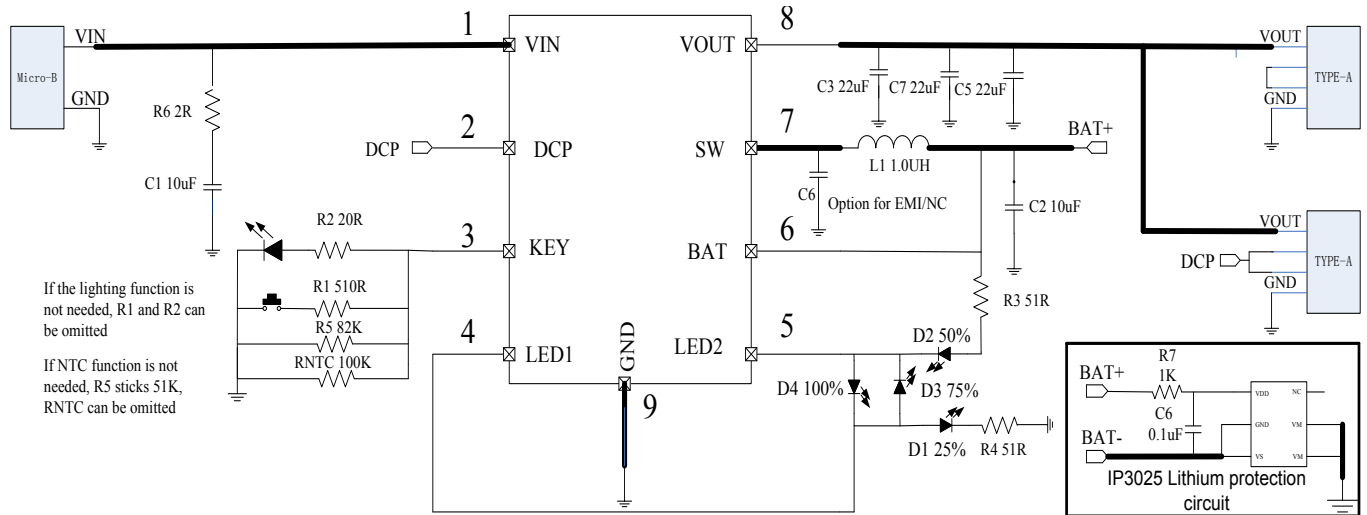 Micro-B
VIN
GND
R6 2R
C1 10uF
1
VIN
2
DCP
DCP
3
KEY
4
LED1
GND
9
8
VOUT
7
SW
6
BAT
5
LED2
R2 20R
R1 510R
R5 82K
RNTC 100K
If the lighting function is
not needed, R1 and R2 can
be omitted
If NTC function is not
needed, R5 sticks 51K,
RNTC can be omitted
C3 22uF
C7 22uF
C5 22uF
L1 1.0UH
BAT+
C6
Option for EMI/NC
C2 10uF
R3 51R
D2 50%
D4 100%
D3 75%
D1 25%
R4 51R
VOUT
GND
TYPE-A
VOUT
DCP
GND
TYPE-A
R7
1K
BAT+
C6
0.1uF
BAT-
VDD
NC
GND
VM
VS
VM
IP3025 Lithium protection
circuit